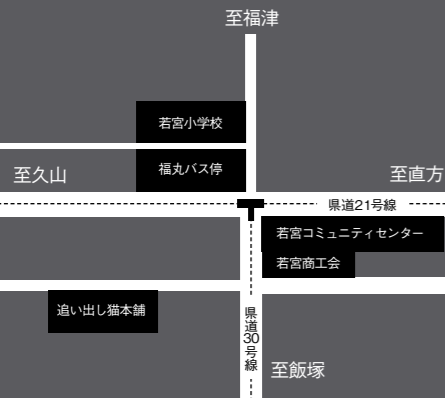 至福津
若宮小学校
至久山
福丸バス停
至直方
県道21号線
若宮コミュニティセンター
若宮商工会
追い出し猫本舗
県道30号線
至飯塚